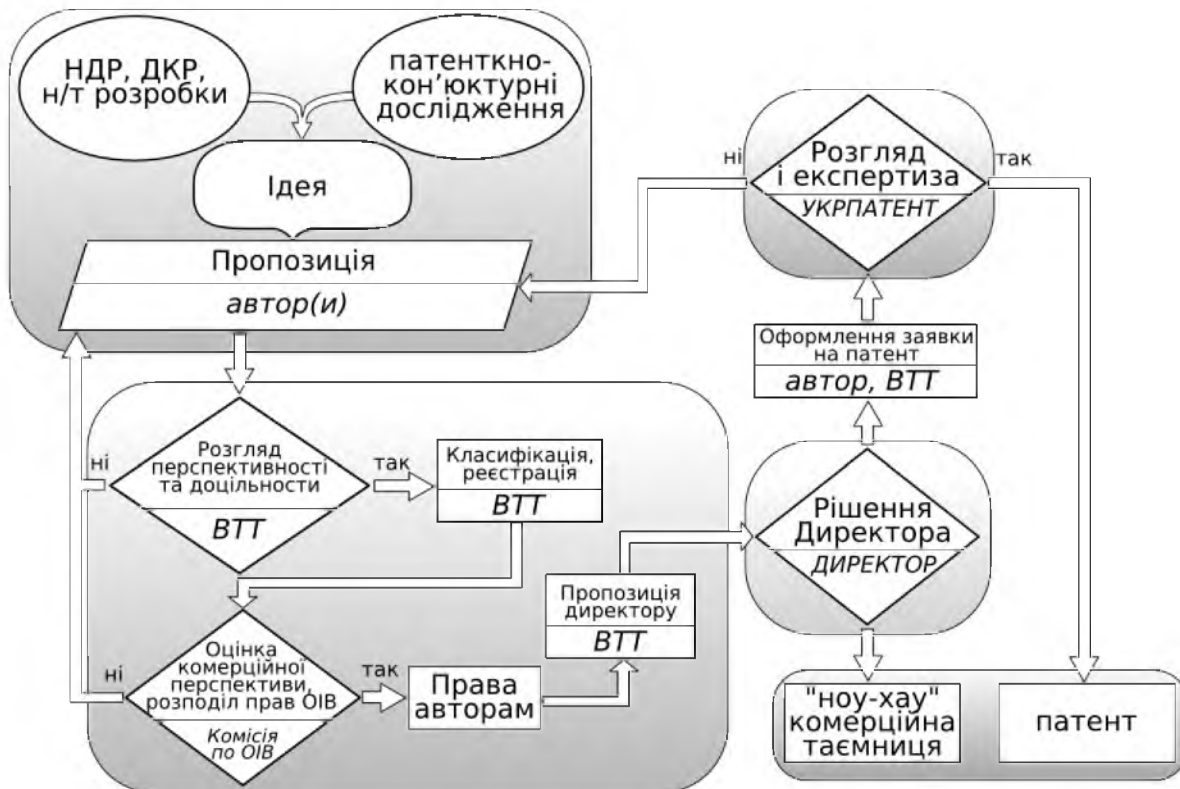 НДР, ДКР,
н/т розробки
патенткно-
кон'юктурні
дослідження
Ідея
Пропозиція
автор(и)
ні
так
Розгляд
і експертиза
УКРПАТЕНТ
Оформлення заявки
на патент
автор, ВТТ
ні
Розгляд
перспективності
та доцільности
ВТТ
так
Класифікація,
реєстрація
ВТТ
Рішення
Директора
ДИРЕКТОР
Пропозиція
директору
ВТТ
ні
Оцінка
комерційної
перспективи,
розподіл прав ОІВ
Комісія
по ОІВ
так
Права
авторам
"ноу-хау"
комерційна
таємниця
патент